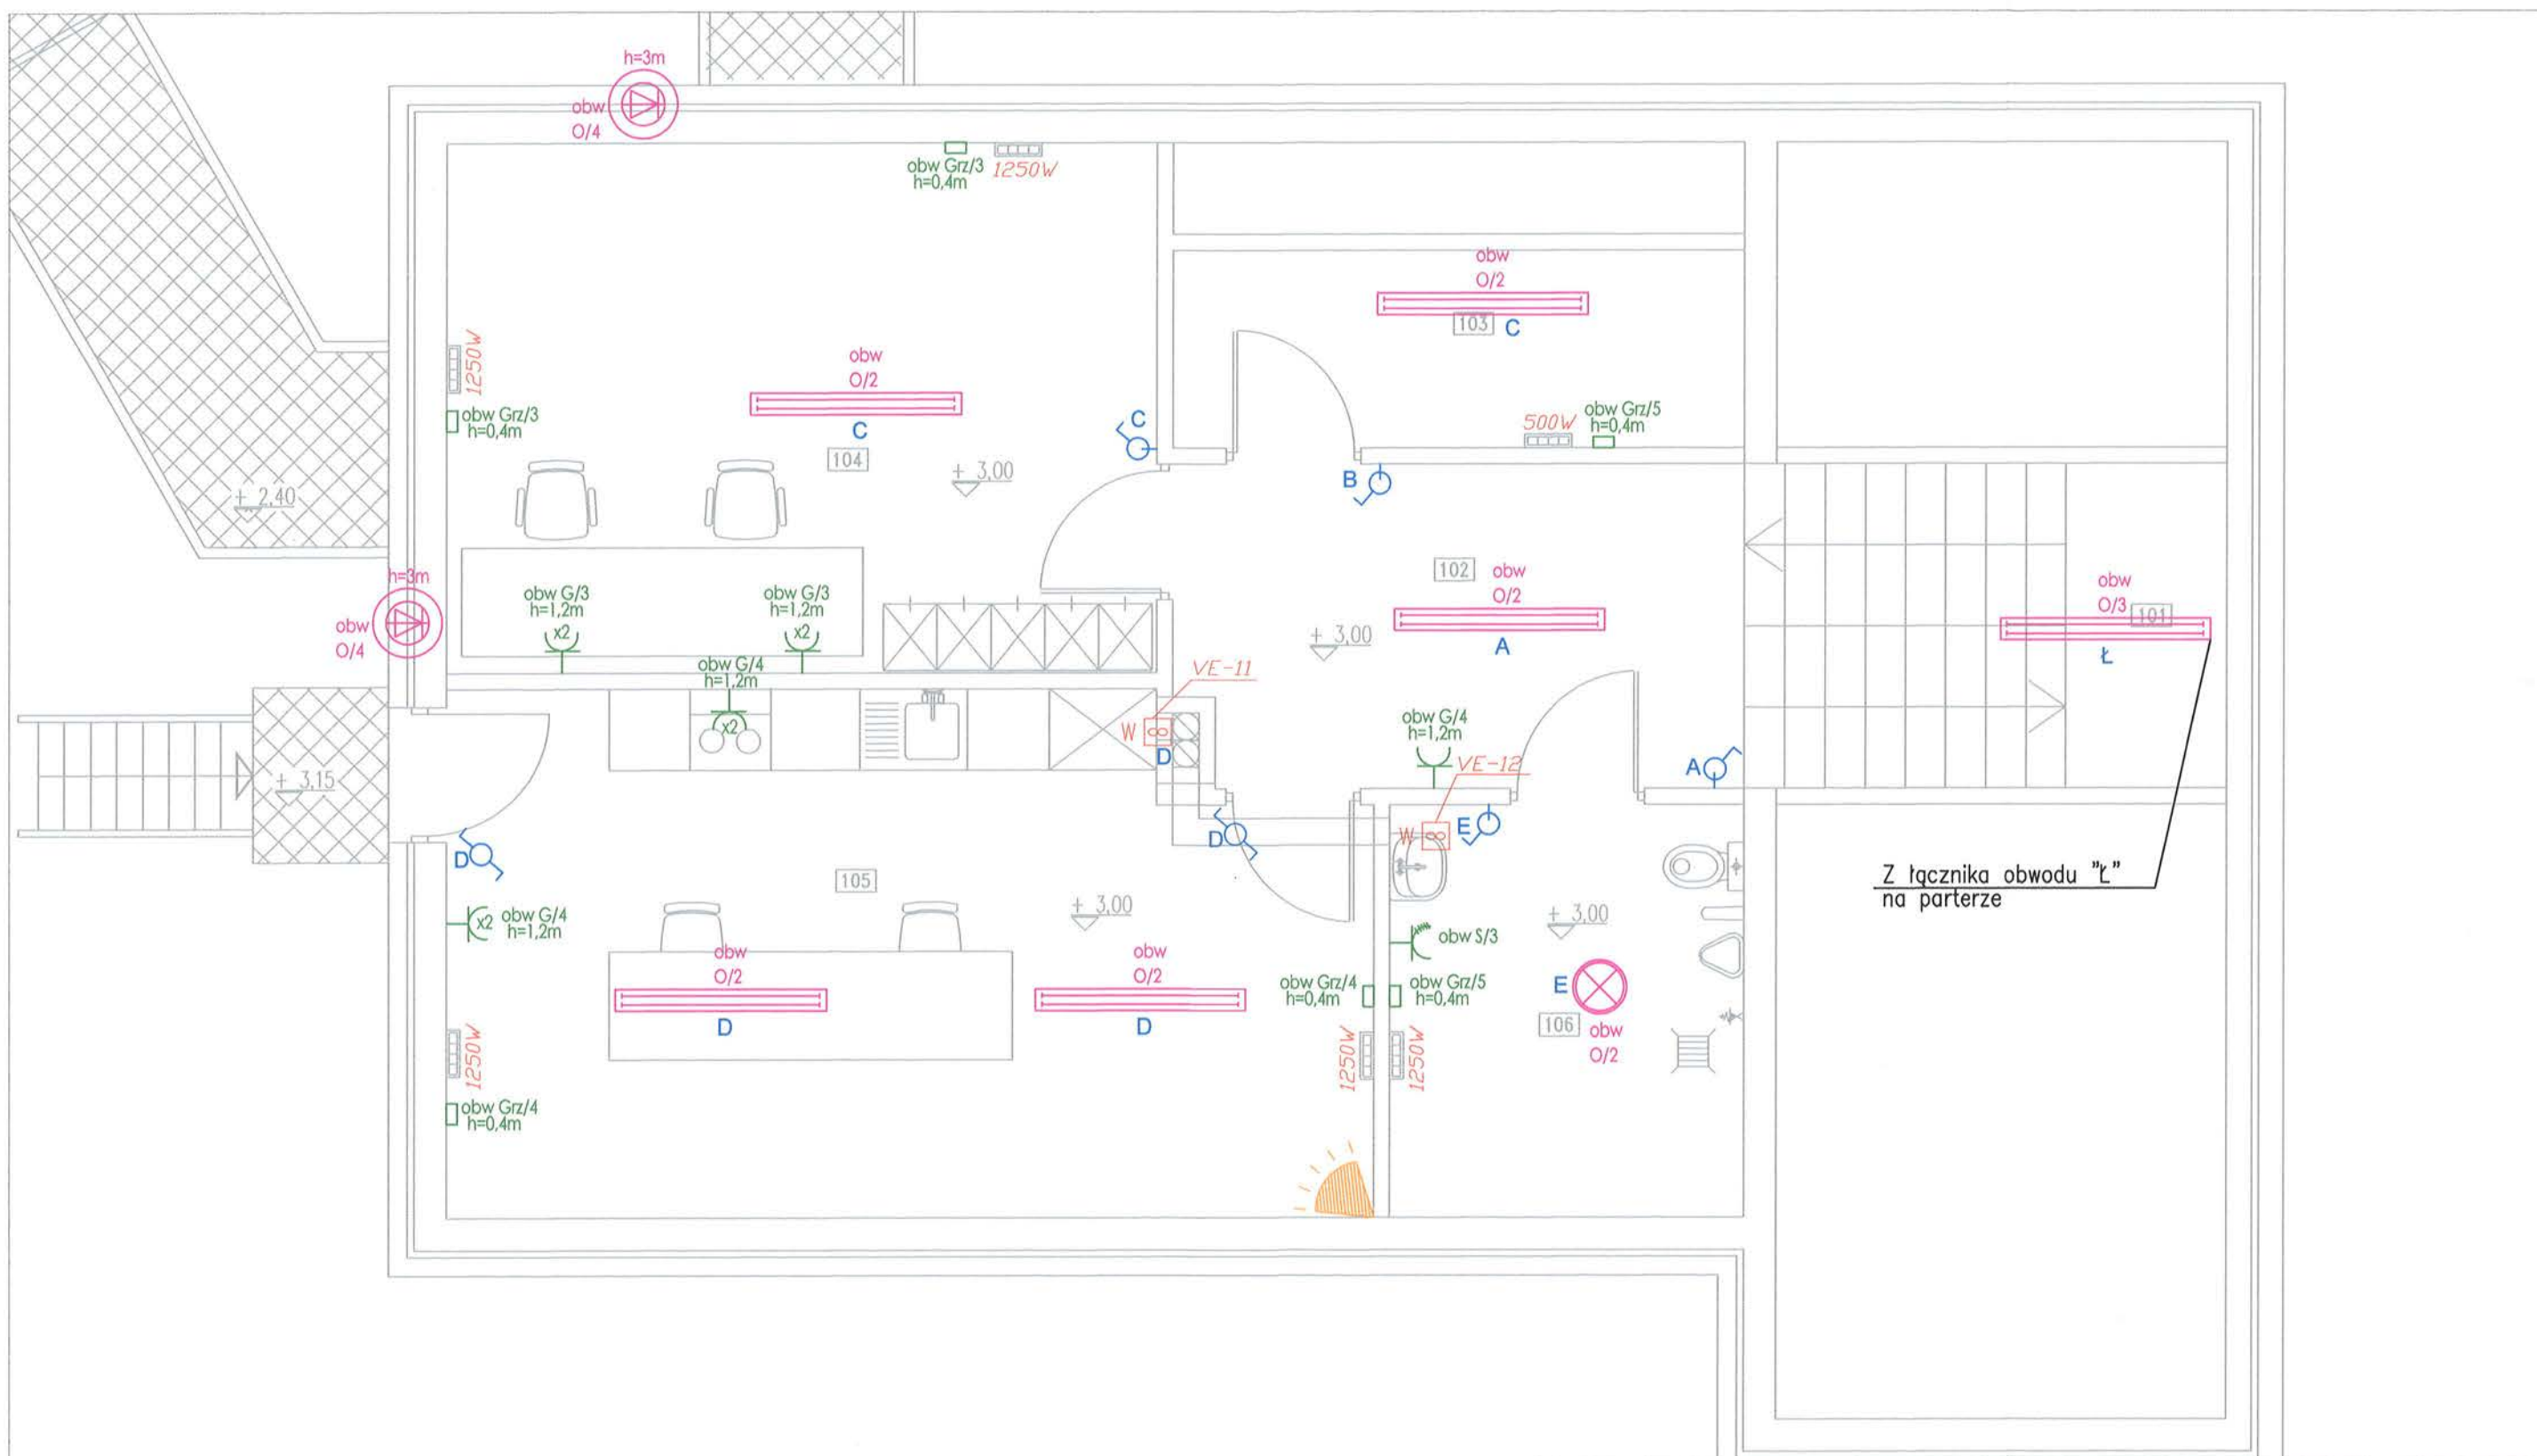 h=3m
obw
O/4
obw Grz/3
h=0,4m
1250W
obw
O/2
103
C
1250W
obw Grz/3
h=0,4m
obw
O/2
C
104
C
500W
obw Grz/5
h=0,4m
B
+ 3,00
+ 2,40
h=3m
obw
O/4
obw G/3
h=1,2m
x2
obw G/3
h=1,2m
x2
102
obw
O/2
A
+ 3,00
obw
O/3
101
Ł
obw G/4
h=1,2m
x2
VE-11
W
D
obw G/4
h=1,2m
VE-12
W
A
+ 3,15
D
D
E
105
Z łącznika obwodu "Ł"
na parterze
x2
obw G/4
h=1,2m
+ 3,00
+ 3,00
obw S/3
obw
O/2
D
obw
O/2
D
obw Grz/4
h=0,4m
obw Grz/5
h=0,4m
E
106
obw
O/2
1250W
1250W
1250W
obw Grz/4
h=0,4m